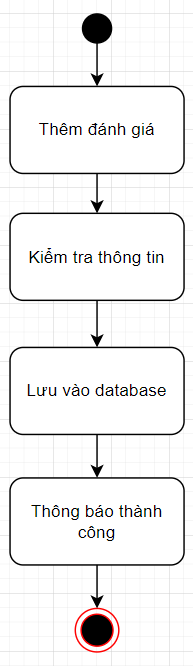 Thêm đánh giá
Kiểm tra thông tin
Lưu vào database
Thông báo thành
công